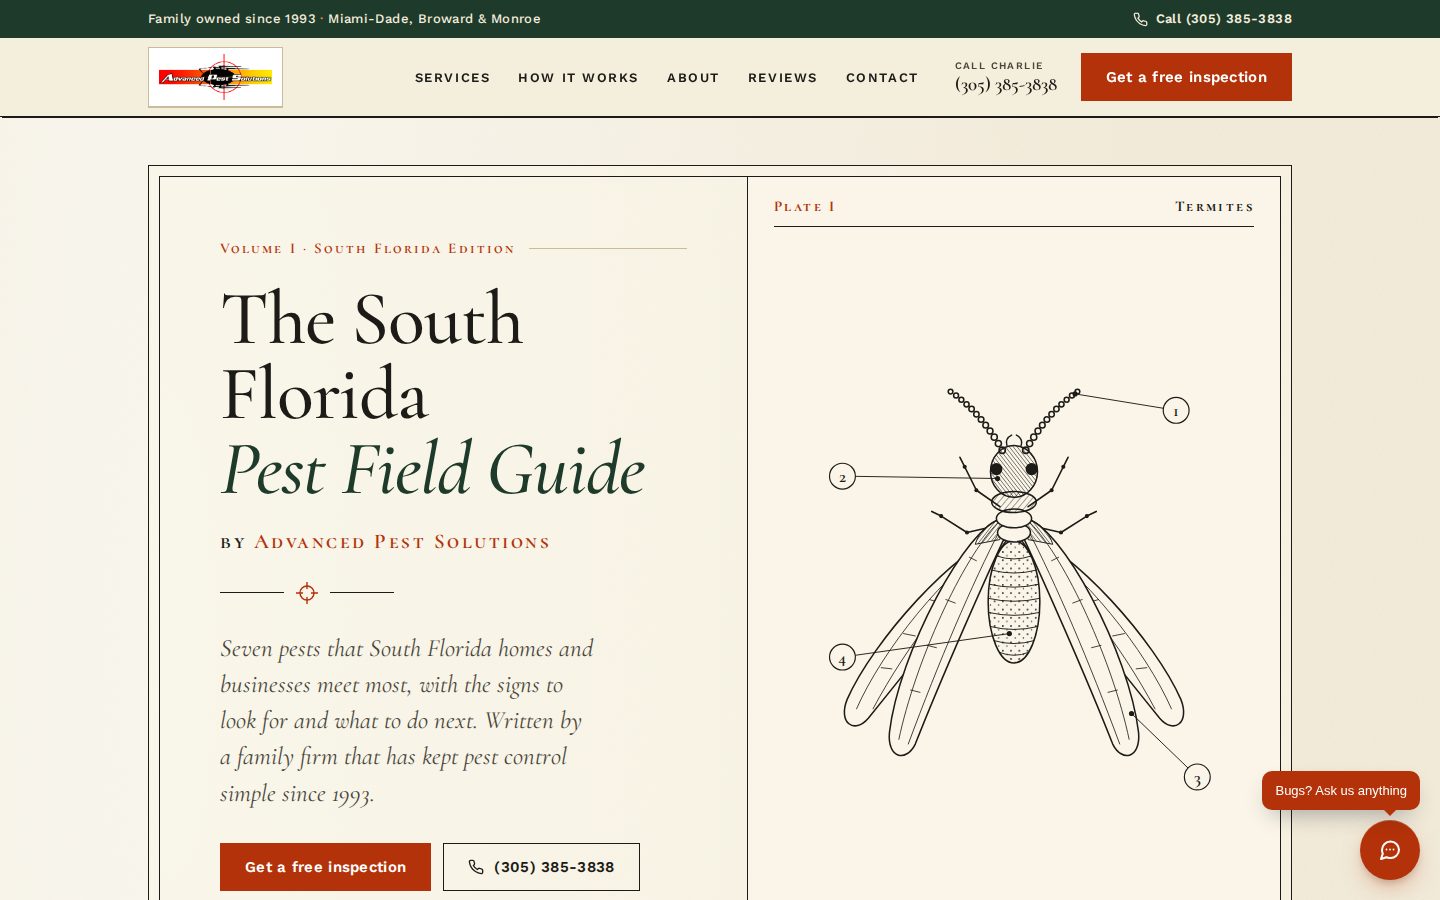 Family owned since 1993 · Miami-Dade, Broward & Monroe
Call (305) 385-3838
Advanced Pest Solutions
SERVICES
HOW IT WORKS
ABOUT
REVIEWS
CONTACT
CALL CHARLIE
(305) 385-3838
Get a free inspection
Volume I · South Florida Edition
The South
Florida
Pest Field Guide
by Advanced Pest Solutions
Seven pests that South Florida homes and
businesses meet most, with the signs to
look for and what to do next. Written by
a family firm that has kept pest control
simple since 1993.
Get a free inspection
(305) 385-3838
Plate I
Termites
1
2
4
3
Bugs? Ask us anything